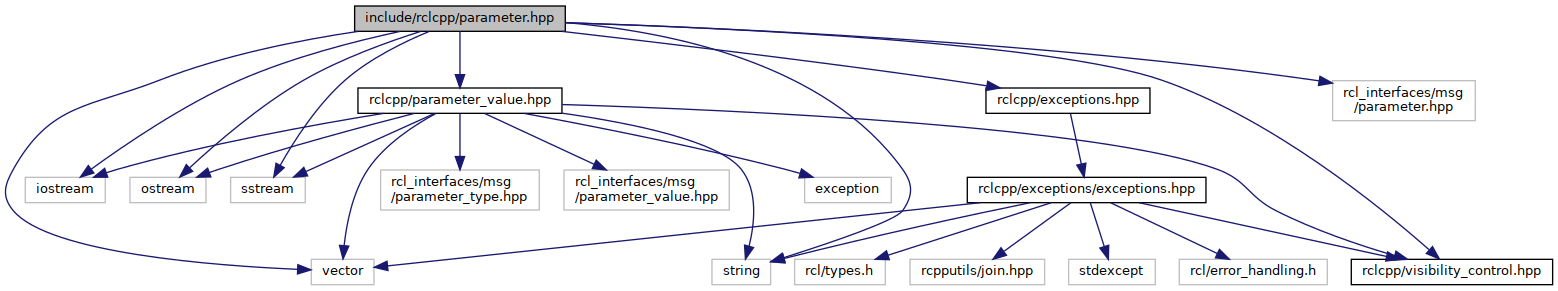 include/rclcpp/parameter.hpp
rclcpp/parameter_value.hpp
rclcpp/exceptions.hpp
rcl_interfaces/msg
/parameter.hpp
iostream
ostream
sstream
rcl_interfaces/msg
/parameter_type.hpp
rcl_interfaces/msg
/parameter_value.hpp
exception
rclcpp/exceptions/exceptions.hpp
vector
string
rcl/types.h
rcpputils/join.hpp
stdexcept
rcl/error_handling.h
rclcpp/visibility_control.hpp